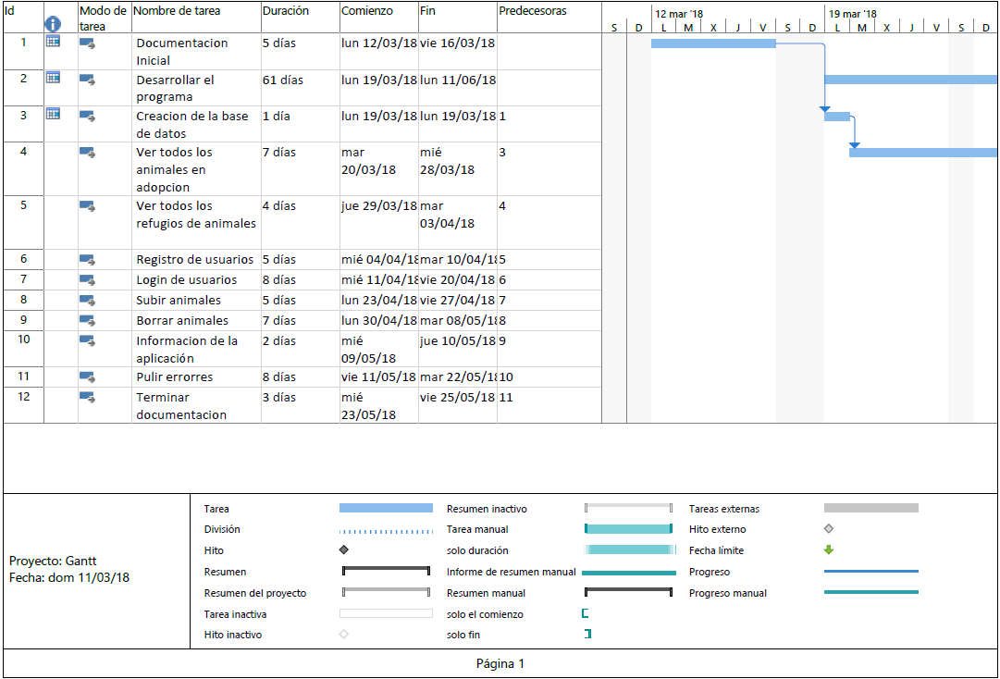 Id Modo de tarea Nombre de tarea Duración Comienzo Fin Predecesoras
12 mar '18 19 mar '18
S D L M X J V S D L M X J V S D
1 Documentacion Inicial 5 días lun 12/03/18 vie 16/03/18
2 Desarrollar el programa 61 días lun 19/03/18 lun 11/06/18
3 Creacion de la base de datos 1 día lun 19/03/18 lun 19/03/18 1
4 Ver todos los animales en adopcion 7 días mar 20/03/18 mié 28/03/18 3
5 Ver todos los refugios de animales 4 días jue 29/03/18 mar 03/04/18 4
6 Registro de usuarios 5 días mié 04/04/18 mar 10/04/18 5
7 Login de usuarios 8 días mié 11/04/18 vie 20/04/18 6
8 Subir animales 5 días lun 23/04/18 vie 27/04/18 7
9 Borrar animales 7 días lun 30/04/18 mar 08/05/18 8
10 Informacion de la aplicación 2 días mié 09/05/18 jue 10/05/18 9
11 Pulir errorres 8 días vie 11/05/18 mar 22/05/18 10
12 Terminar documentacion 3 días mié 23/05/18 vie 25/05/18 11
Proyecto: Gantt
Fecha: dom 11/03/18
Tarea Resumen inactivo Tareas externas
División Tarea manual Hito externo
Hito solo duración Fecha límite
Resumen Informe de resumen manual Progreso
Resumen del proyecto Resumen manual Progreso manual
Tarea inactiva solo el comienzo
Hito inactivo solo fin
Página 1